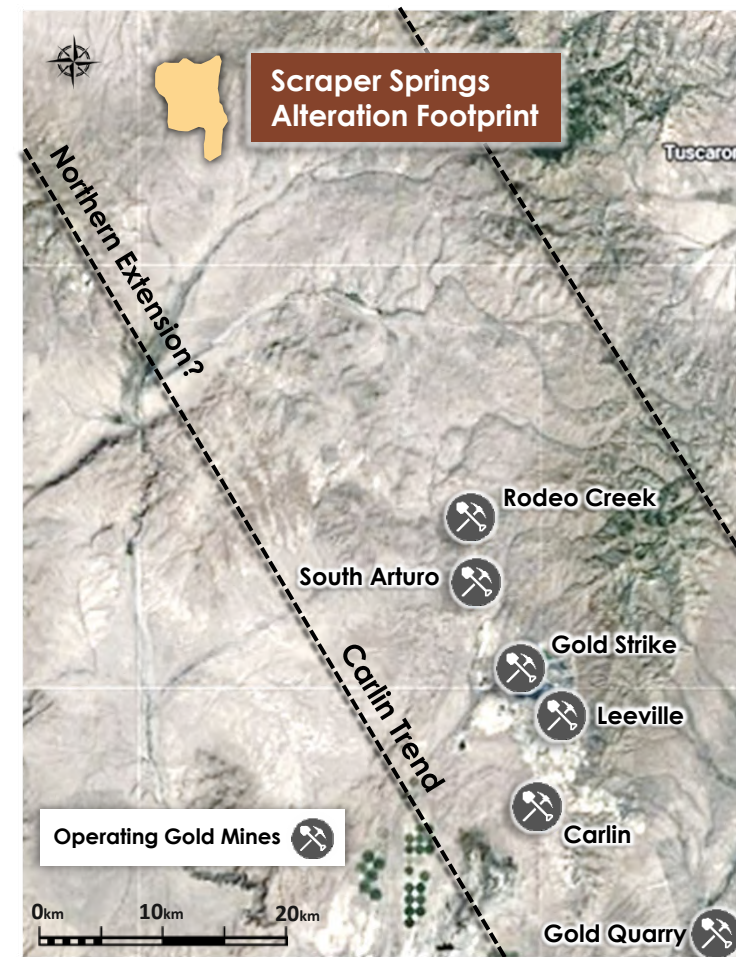 Scraper Springs
Alteration Footprint
Tuscaror
Northern Extension?
Rodeo Creek
South Arturo
Gold Strike
Carlin Trend
Leeville
Operating Gold Mines
Carlin
0km 10km 20km
Gold Quarry